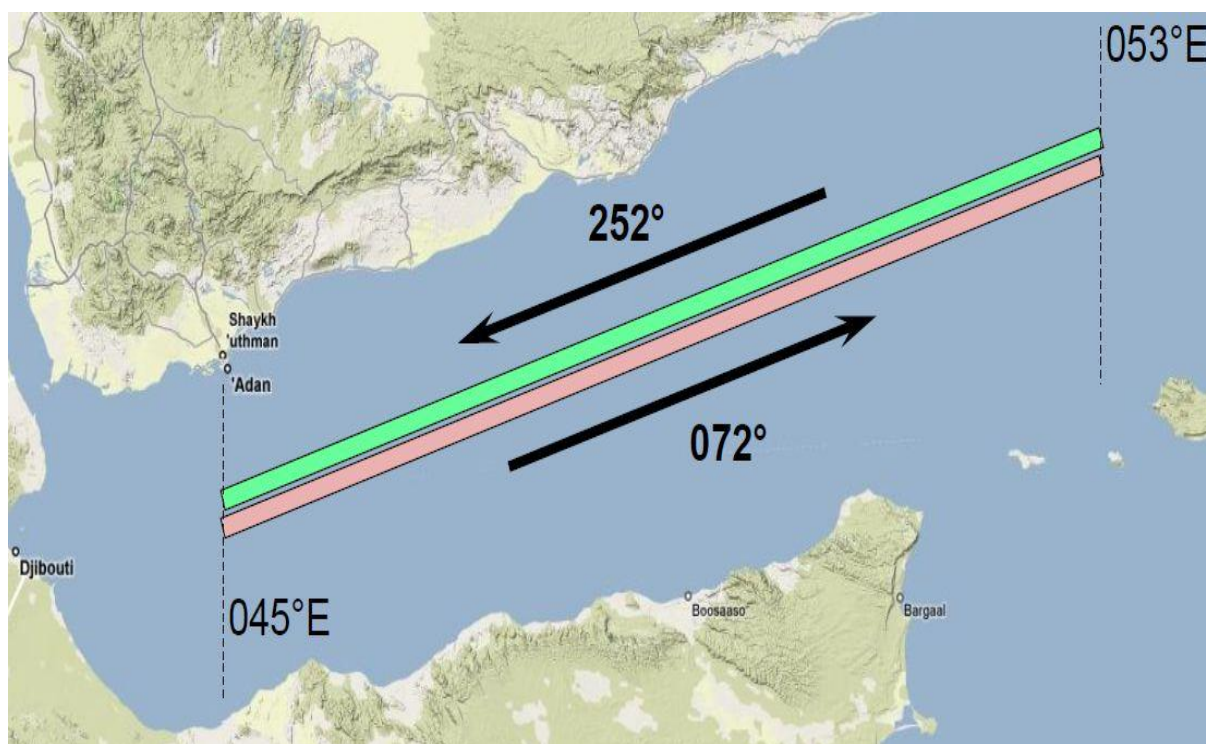 053°E
252°
Shaykh
'uthman
'Adan
072°
Djibouti
045°E
Boosaaso
Bargaal